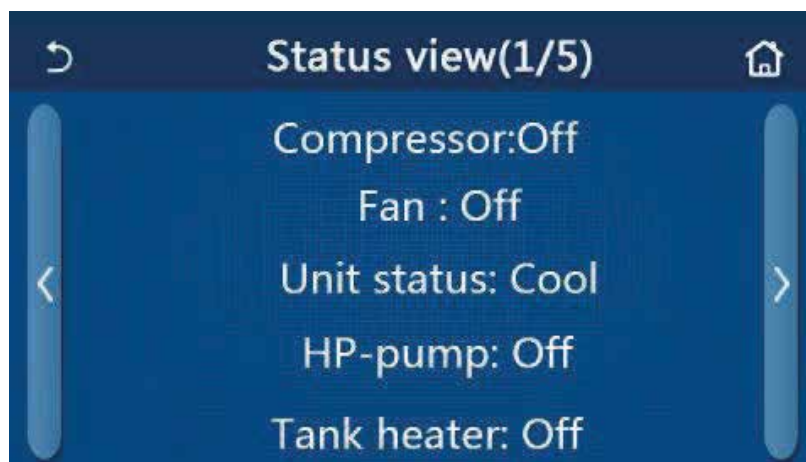 Status view(1/5)
Compressor:Off
Fan : Off
Unit status: Cool
HP-pump: Off
Tank heater: Off